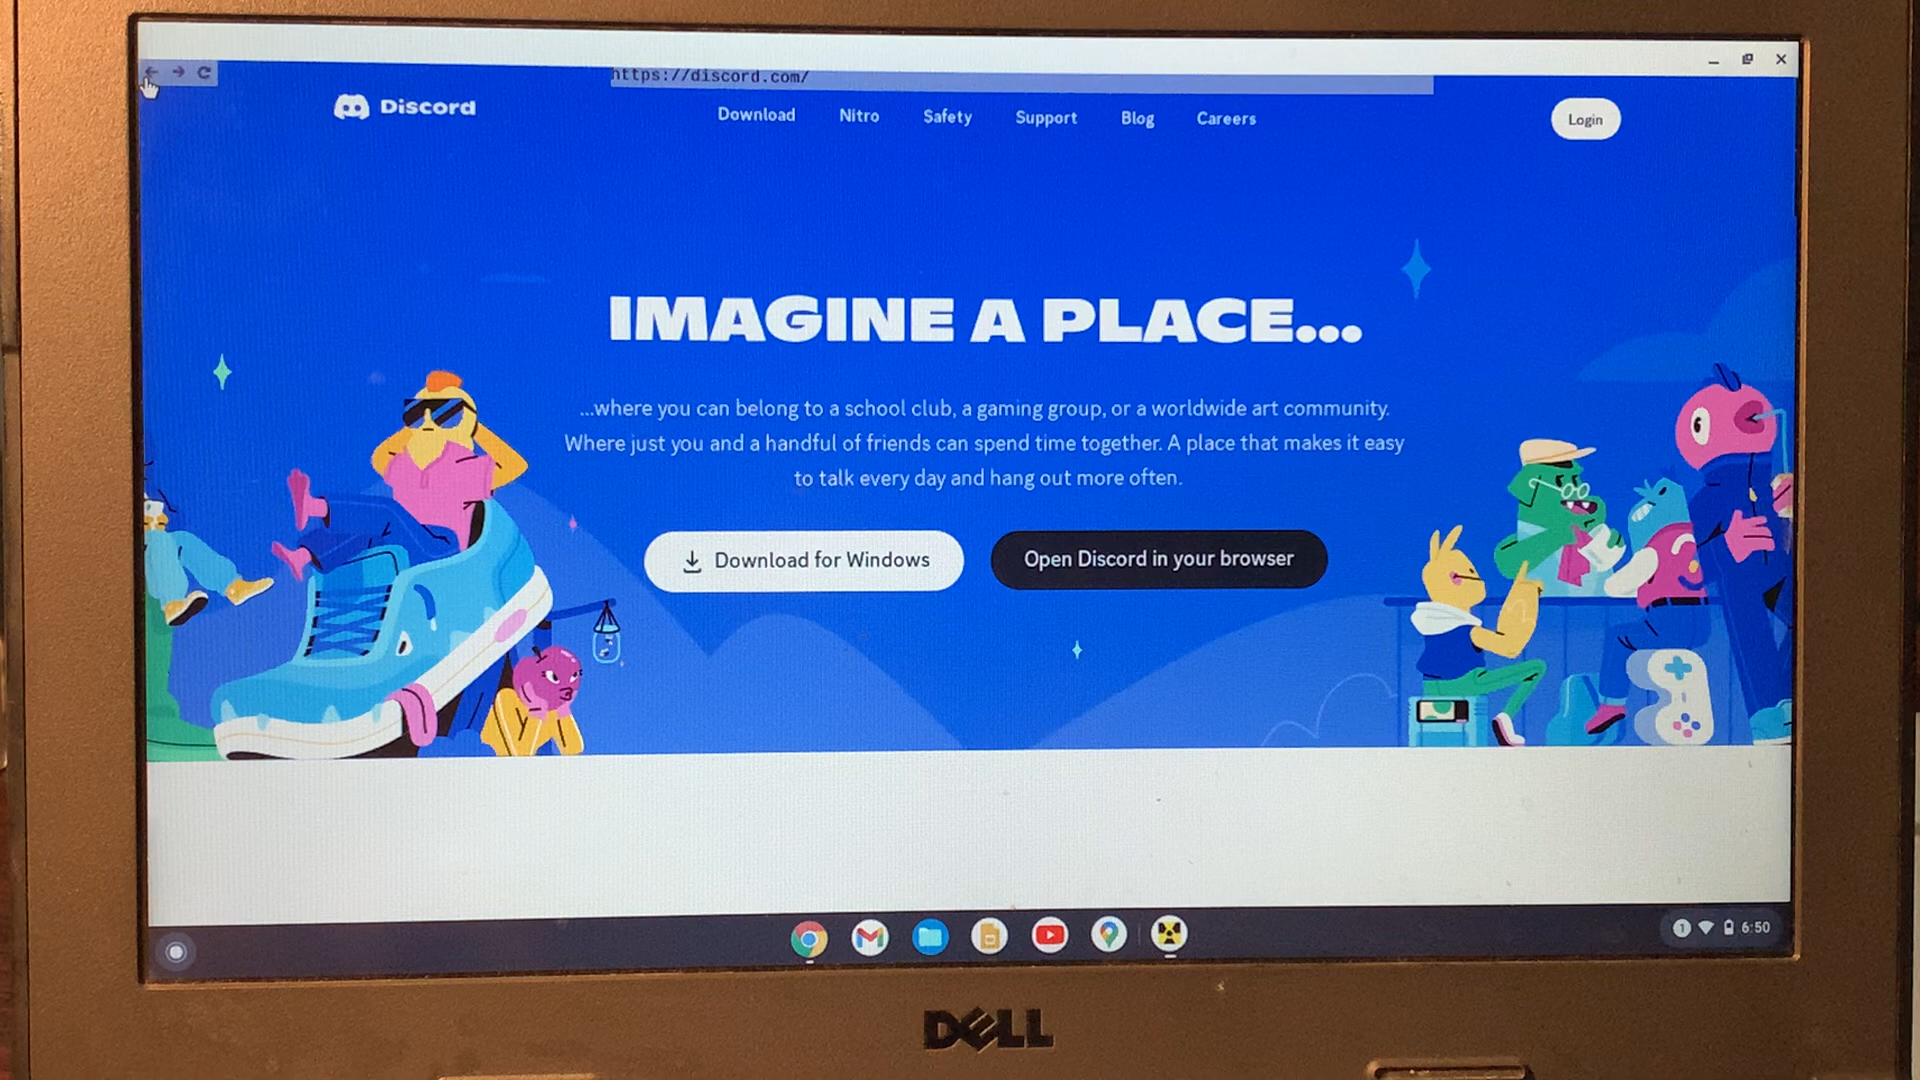 https://discord.com/
Discord
Download Nitro Safety Support Blog Careers
Login
IMAGINE A PLACE...
...where you can belong to a school club, a gaming group, or a worldwide art community.
Where just you and a handful of friends can spend time together. A place that makes it easy
to talk every day and hang out more often.
Download for Windows
Open Discord in your browser
1 6:50
DELL